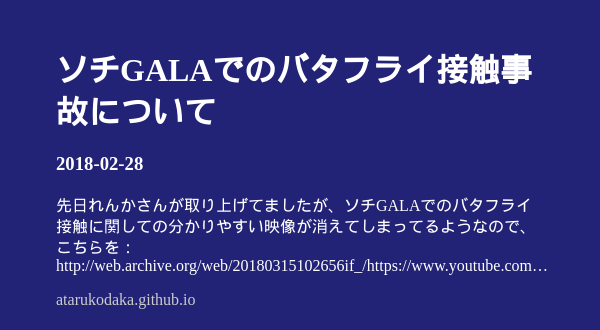 ソチGALAでのバタフライ接触事
故について
2018-02-28
先日れんかさんが取り上げてましたが、ソチGALAでのバタフライ
接触に関しての分かりやすい映像が消えてしまってるようなので、
こちらを：
http://web.archive.org/web/20180315102656if_/https://www.youtube.com…
atarukodaka.github.io